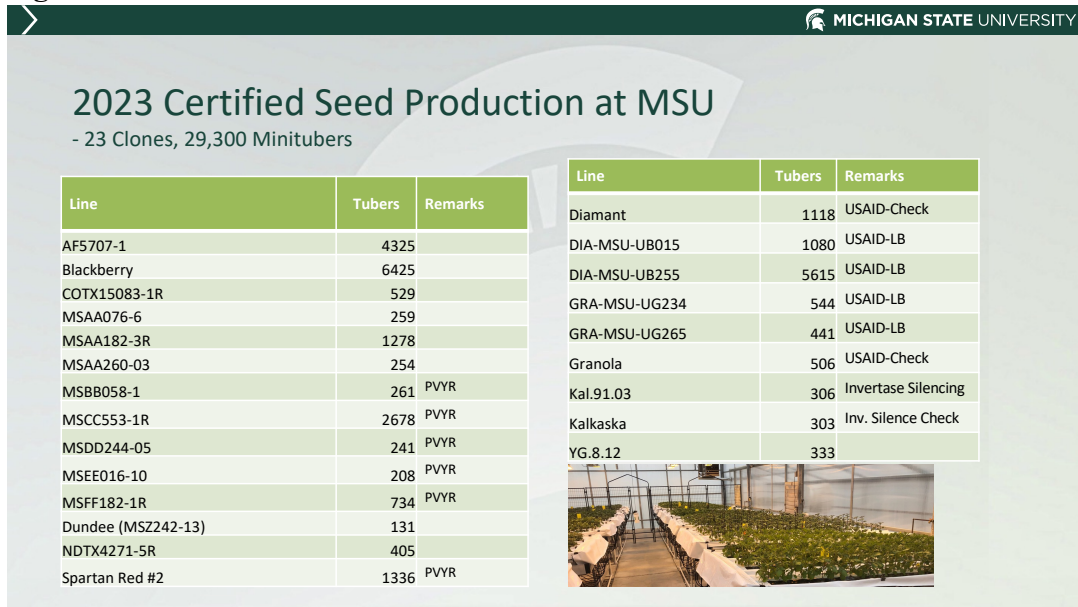 MICHIGAN STATE UNIVERSITY
2023 Certified Seed Production at MSU
- 23 Clones, 29,300 Minitubers
Line Tubers Remarks
AF5707-1 4325
Blackberry 6425
COTX15083-1R 529
MSAA076-6 259
MSAA182-3R 1278
MSAA260-03 254
MSBB058-1 261 PVYR
MSCC553-1R 2678 PVYR
MSDD244-05 241 PVYR
MSEE016-10 208 PVYR
MSFF182-1R 734 PVYR
Dundee (MSZ242-13) 131
NDTX4271-5R 405
Spartan Red #2 1336 PVYR
Line Tubers Remarks
Diamant 1118 USAID-Check
DIA-MSU-UB015 1080 USAID-LB
DIA-MSU-UB255 5615 USAID-LB
GRA-MSU-UG234 544 USAID-LB
GRA-MSU-UG265 441 USAID-LB
Granola 506 USAID-Check
Kal.91.03 306 Invertase Silencing
Kalkaska 303 Inv. Silence Check
YG.8.12 333